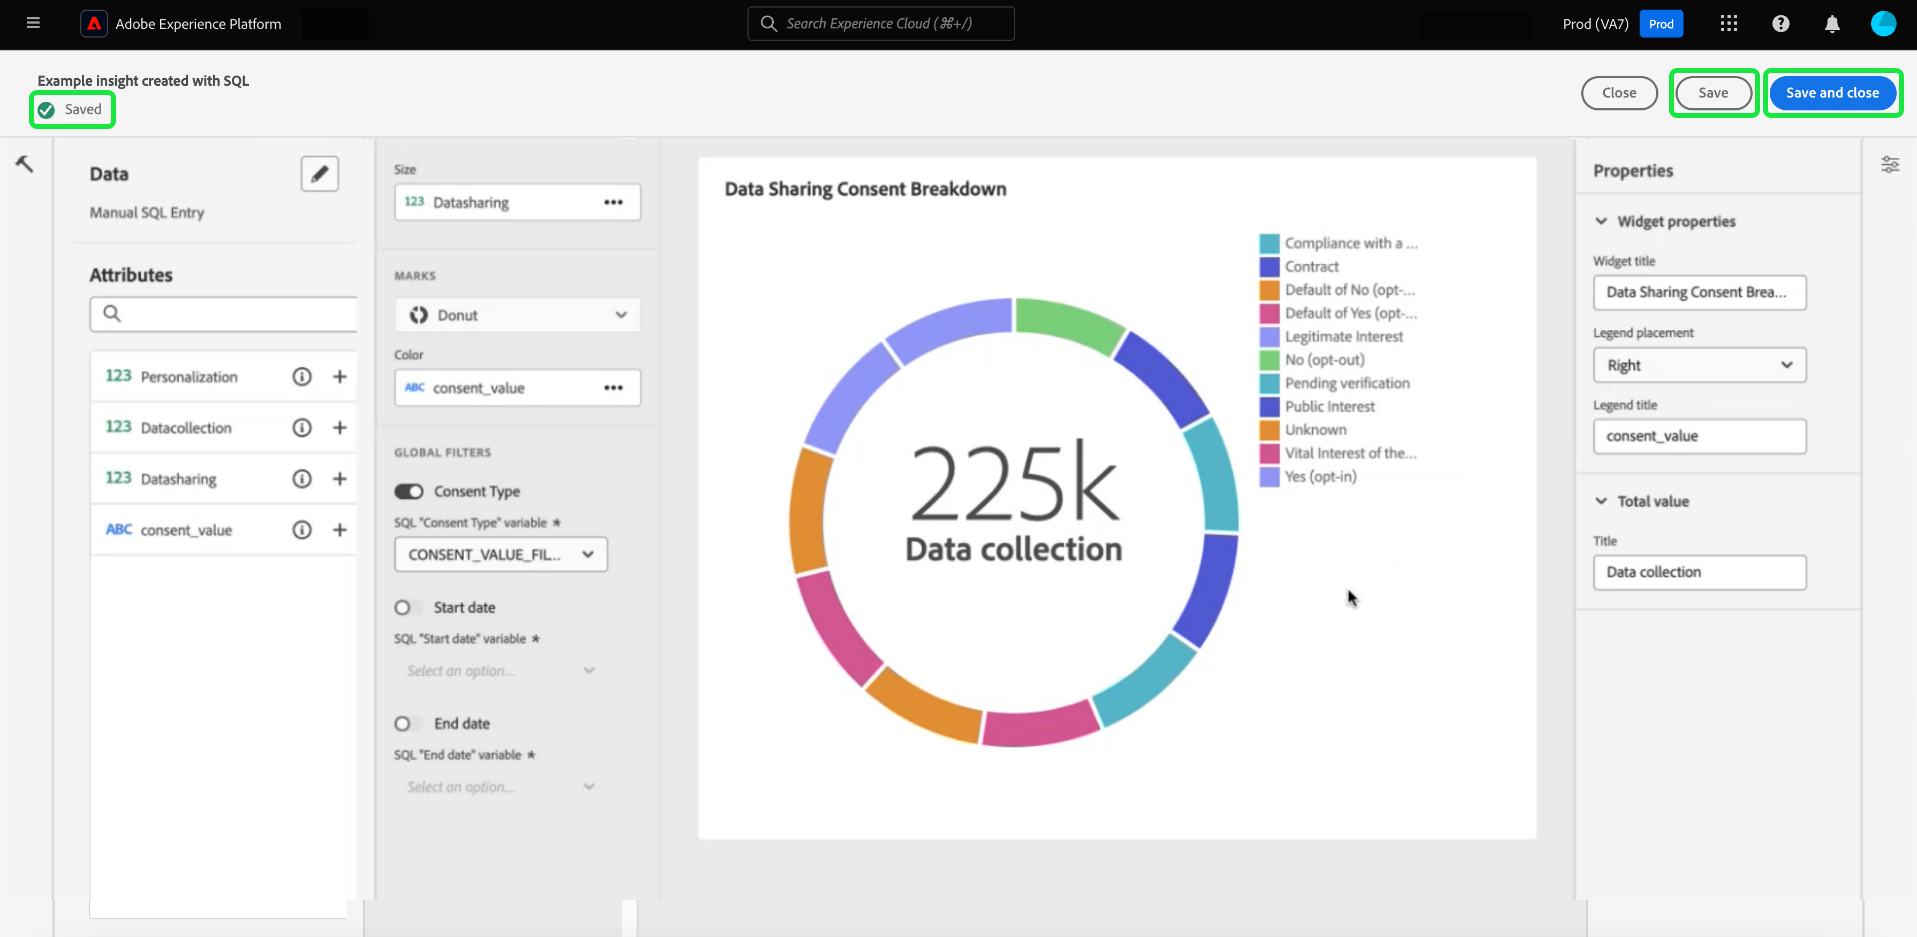 Adobe Experience Platform
Search Experience Cloud (⌘+/)
Prod (VA7)
Prod
Example insight created with SQL
Saved
Close
Save
Save and close
Data
Manual SQL Entry
Attributes
123 Personalization
123 Datacollection
123 Datasharing
ABC consent_value
Size
123 Datasharing
MARKS
Donut
Color
ABC consent_value
GLOBAL FILTERS
Consent Type
SQL "Consent Type" variable *
CONSENT_VALUE_FIL...
Start date
SQL "Start date" variable *
Select an option...
End date
SQL "End date" variable *
Select an option...
Data Sharing Consent Breakdown
225k
Data collection
Compliance with a ...
Contract
Default of No (opt-...
Default of Yes (opt-...
Legitimate Interest
No (opt-out)
Pending verification
Public Interest
Unknown
Vital Interest of the...
Yes (opt-in)
Properties
Widget properties
Widget title
Data Sharing Consent Brea...
Legend placement
Right
Legend title
consent_value
Total value
Title
Data collection